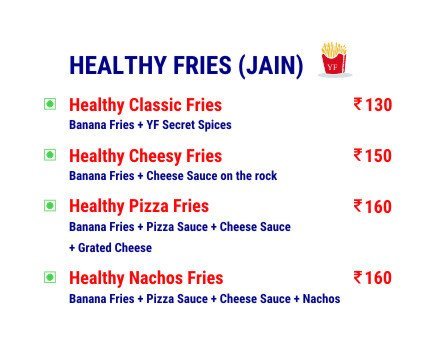 HEALTHY FRIES (JAIN)
YF
Healthy Classic Fries ₹130
Banana Fries + YF Secret Spices
Healthy Cheesy Fries ₹150
Banana Fries + Cheese Sauce on the rock
Healthy Pizza Fries ₹160
Banana Fries + Pizza Sauce + Cheese Sauce
+ Grated Cheese
Healthy Nachos Fries ₹160
Banana Fries + Pizza Sauce + Cheese Sauce + Nachos